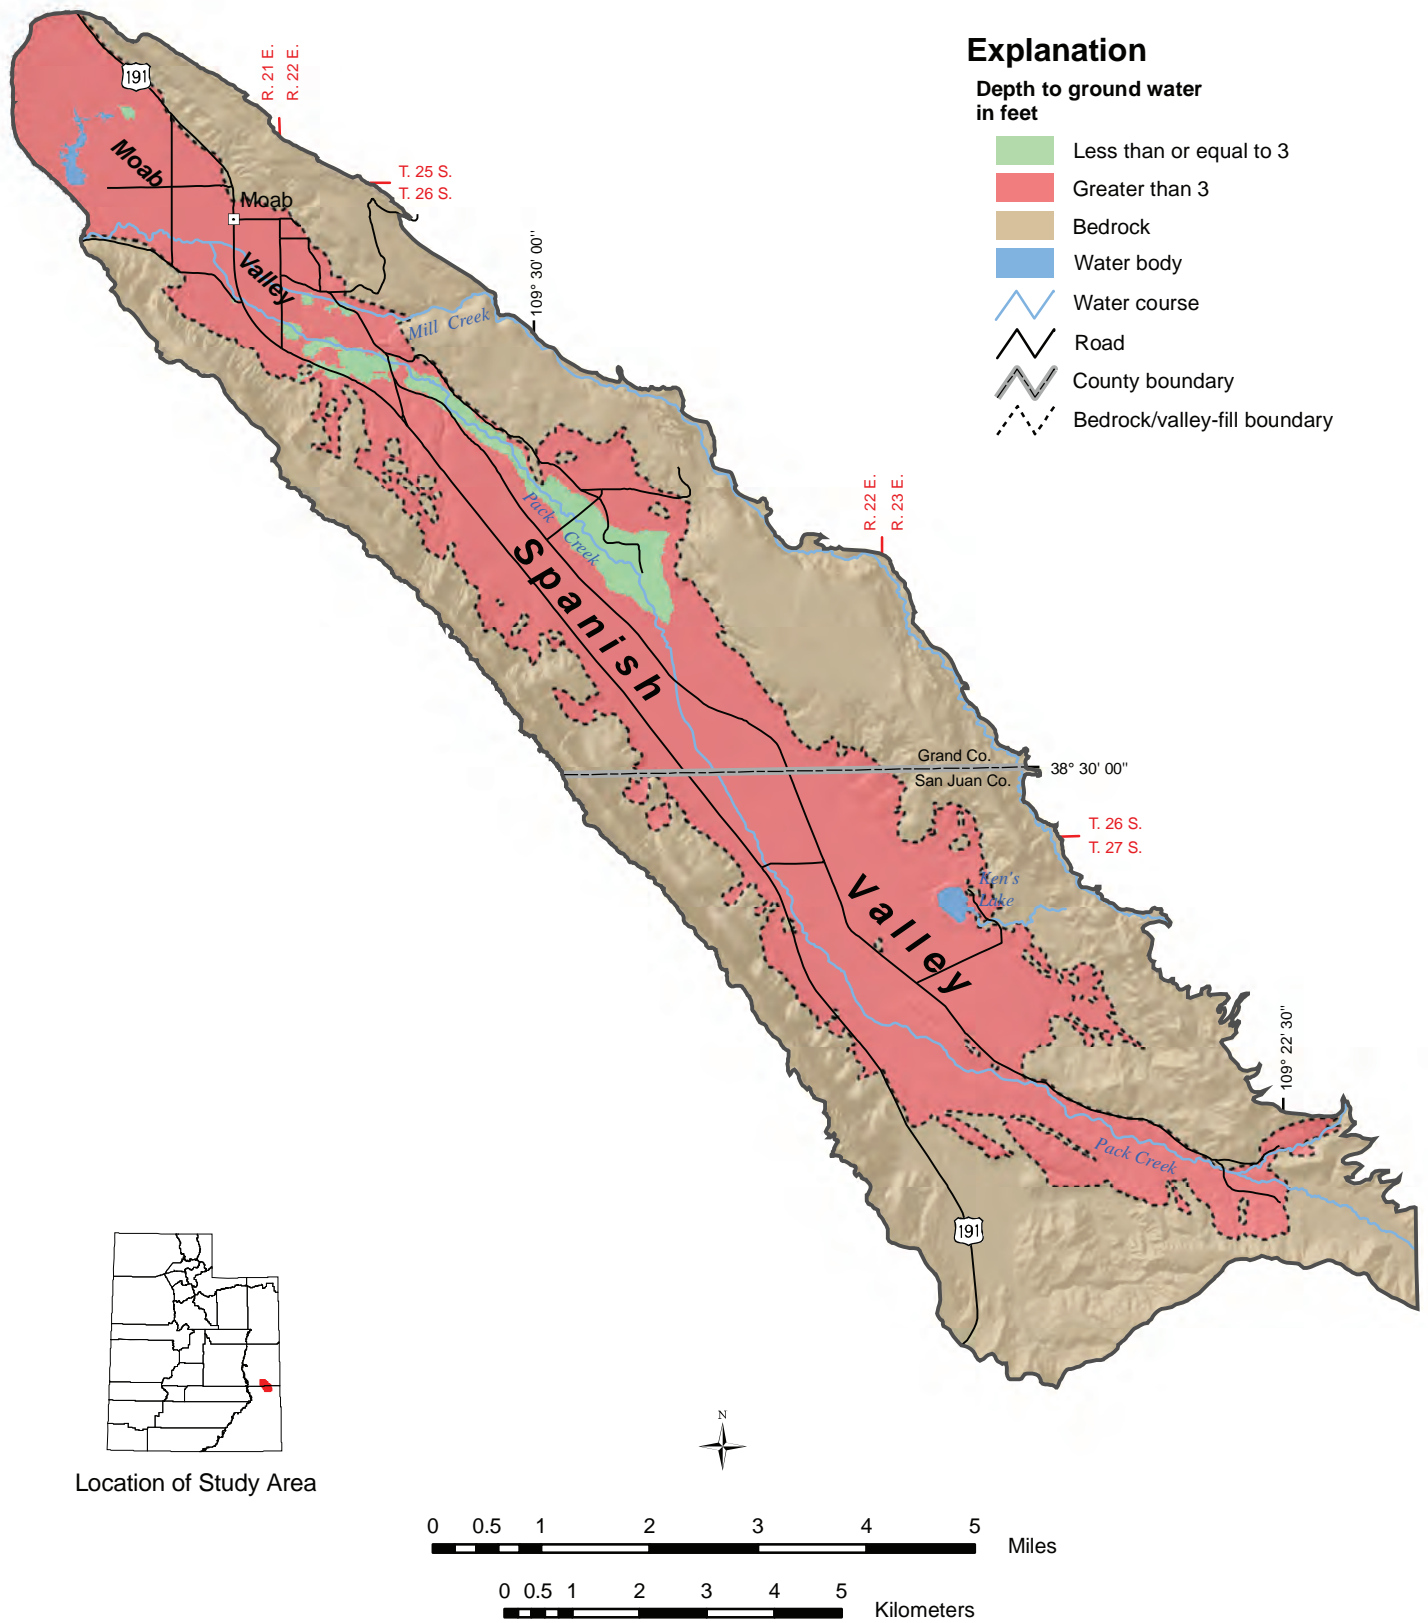 Explanation
Depth to ground water
in feet
Less than or equal to 3
Greater than 3
Bedrock
Water body
Water course
Road
County boundary
Bedrock/valley-fill boundary
R. 21 E.
R. 22 E.
191
T. 25 S.
T. 26 S.
Moab
Moab
Valley
109° 30' 00"
Mill Creek
R. 22 E.
R. 23 E.
Pack Creek
Spanish
Grand Co.
San Juan Co.
38° 30' 00"
T. 26 S.
T. 27 S.
Ken's
Lake
Valley
109° 22' 30"
Pack Creek
191
Location of Study Area
N
0 0.5 1 2 3 4 5
Miles
0 0.5 1 2 3 4 5
Kilometers